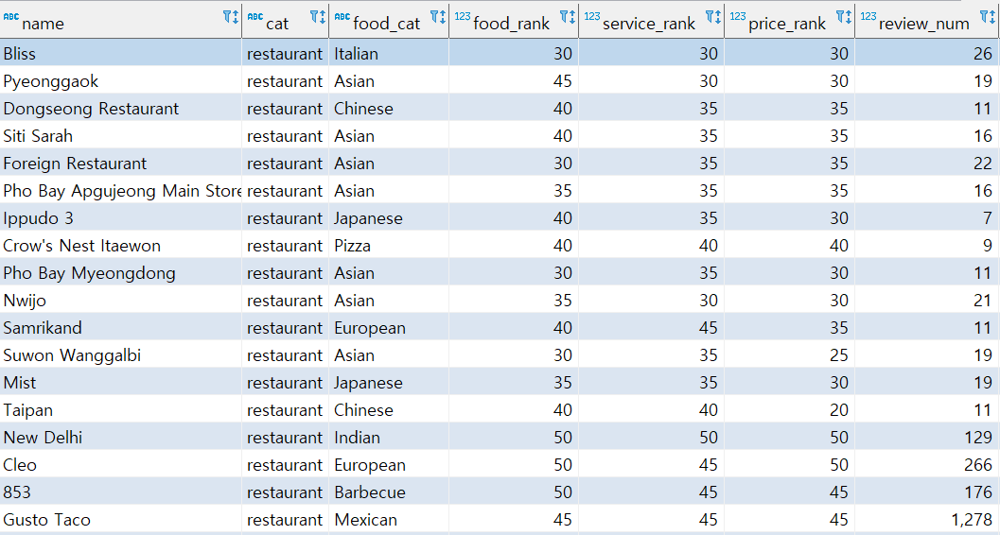 ABC name ABC cat ABC food_cat 123 food_rank 123 service_rank 123 price_rank 123 review_num
Bliss restaurant Italian 30 30 30 26
Pyeonggaok restaurant Asian 45 30 30 19
Dongseong Restaurant restaurant Chinese 40 35 35 11
Siti Sarah restaurant Asian 40 35 35 16
Foreign Restaurant restaurant Asian 30 35 35 22
Pho Bay Apgujeong Main Store restaurant Asian 35 35 35 16
Ippudo 3 restaurant Japanese 40 35 30 7
Crow's Nest Itaewon restaurant Pizza 40 40 40 9
Pho Bay Myeongdong restaurant Asian 30 35 30 11
Nwijo restaurant Asian 35 30 30 21
Samrikand restaurant European 40 45 35 11
Suwon Wanggalbi restaurant Asian 30 35 25 19
Mist restaurant Japanese 35 35 30 19
Taipan restaurant Chinese 40 40 20 11
New Delhi restaurant Indian 50 50 50 129
Cleo restaurant European 50 45 50 266
853 restaurant Barbecue 50 45 45 176
Gusto Taco restaurant Mexican 45 45 45 1,278